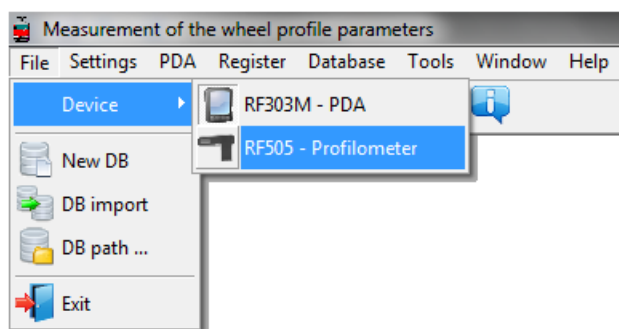 Measurement of the wheel profile parameters
File Settings PDA Register Database Tools Window Help
Device RF303M - PDA
RF505 - Profilometer
New DB
DB import
DB path ...
Exit